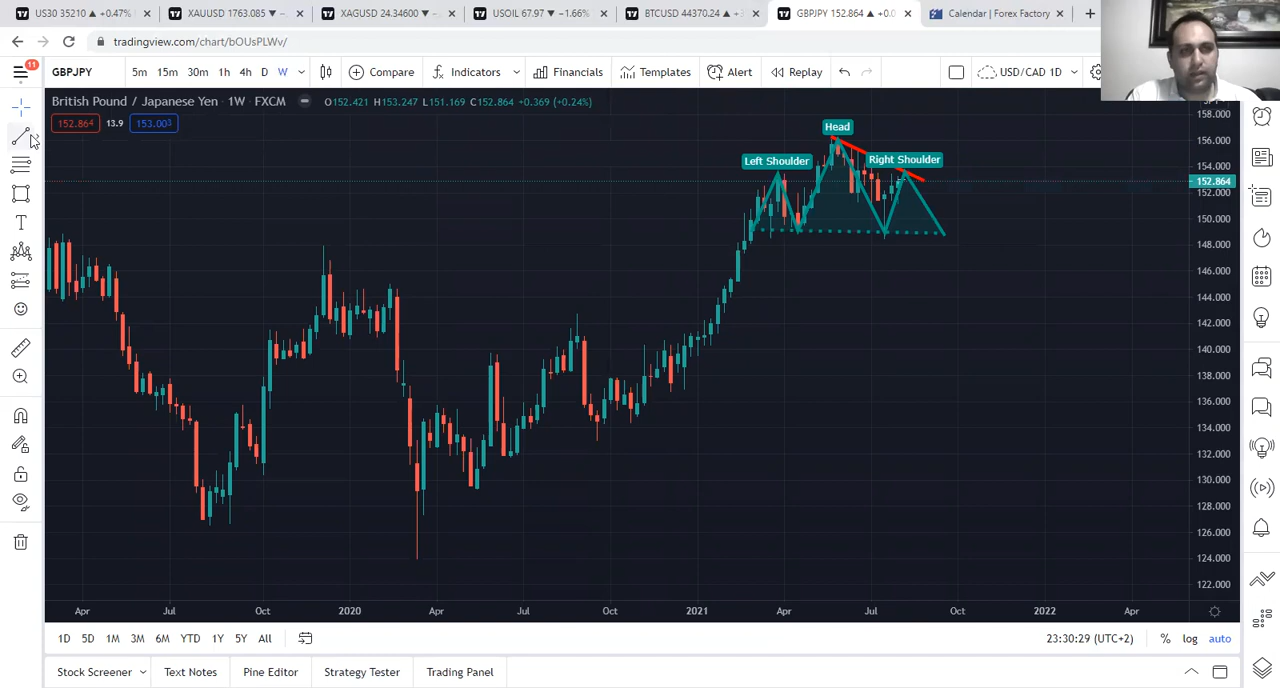 US30 35210 ▲ +0.47%
XAUUSD 1763.085 ▼ −
XAGUSD 24.34600 ▼ −
USOIL 67.97 ▼ −1.66%
BTCUSD 44370.24 ▲ +
GBPJPY 152.864 ▲ +0.0
Calendar | Forex Factory
tradingview.com/chart/bOUsPLWv/
11
GBPJPY 5m 15m 30m 1h 4h D W Compare Indicators Financials Templates Alert Replay USD/CAD 1D
British Pound / Japanese Yen · 1W · FXCM O152.421 H153.247 L151.169 C152.864 +0.369 (+0.24%)
152.864 13.9 153.003
Head
Left Shoulder
Right Shoulder
158.000
156.000
154.000
152.864
152.000
150.000
148.000
146.000
144.000
142.000
140.000
138.000
136.000
134.000
132.000
130.000
128.000
126.000
124.000
122.000
Apr Jul Oct 2020 Apr Jul Oct 2021 Apr Jul Oct 2022 Apr
1D 5D 1M 3M 6M YTD 1Y 5Y All 23:30:29 (UTC+2) % log auto
Stock Screener Text Notes Pine Editor Strategy Tester Trading Panel